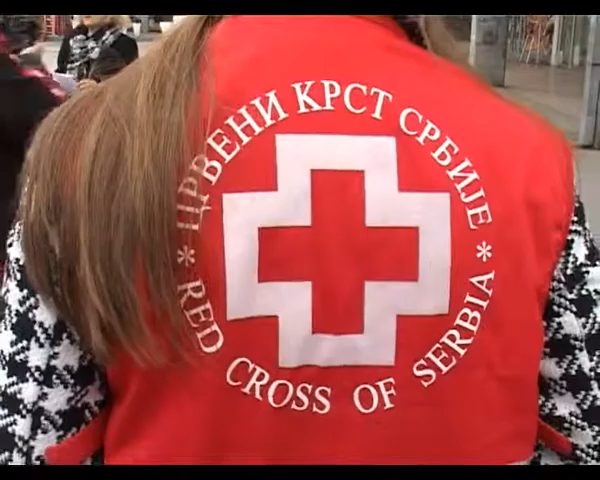 ЦРВЕНИ КРСТ СРБИЈЕ
* RED CROSS OF SERBIA *